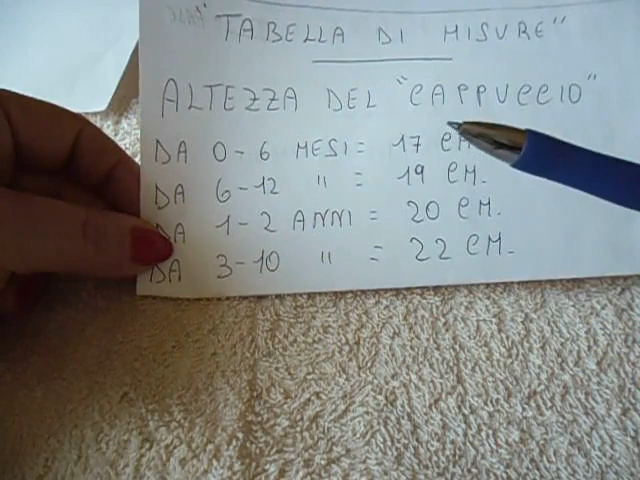 "TABELLA DI MISURE"
ALTEZZA DEL "CAPPUCCIO"
DA 0-6 MESI = 17 CM
DA 6-12 " = 19 CM.
DA 1-2 ANNI = 20 CM.
DA 3-10 " = 22 CM.